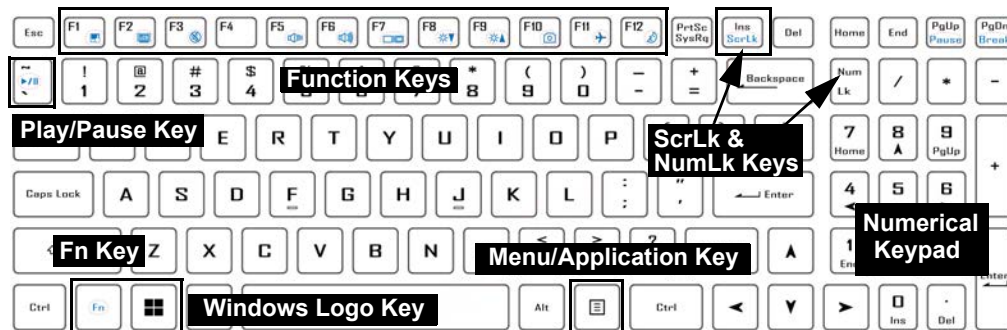 Esc F1 F2 F3 F4 F5 F6 F7 F8 F9 F10 F11 F12 PrtSc SysRq Ins ScrLk Del Home End PgUp Pause PgDn Break
~ ` ! 1 @ 2 # 3 $ 4 * 8 ( 9 ) 0 _ - + = Backspace Num Lk / * -
Function Keys
Play/Pause Key
E R T Y U I O P 7 Home 8 9 PgUp +
ScrLk &
NumLk Keys
Caps Lock A S D F G H J K L : ; " ' Enter 4 5 6
Numerical
Keypad
Fn Key
Z X C V B N < > ? 1 End Enter
Menu/Application Key
Ctrl Fn
Windows Logo Key
Alt Ctrl 0 Ins . Del